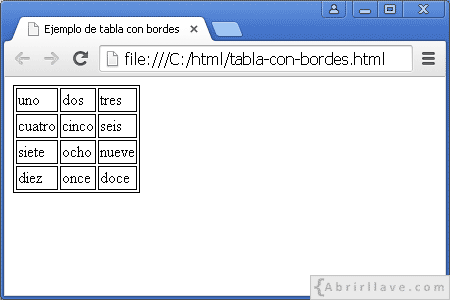 Ejemplo de tabla con bordes
file:///C:/html/tabla-con-bordes.html
uno dos tres
cuatro cinco seis
siete ocho nueve
diez once doce
{Abrirllave.com